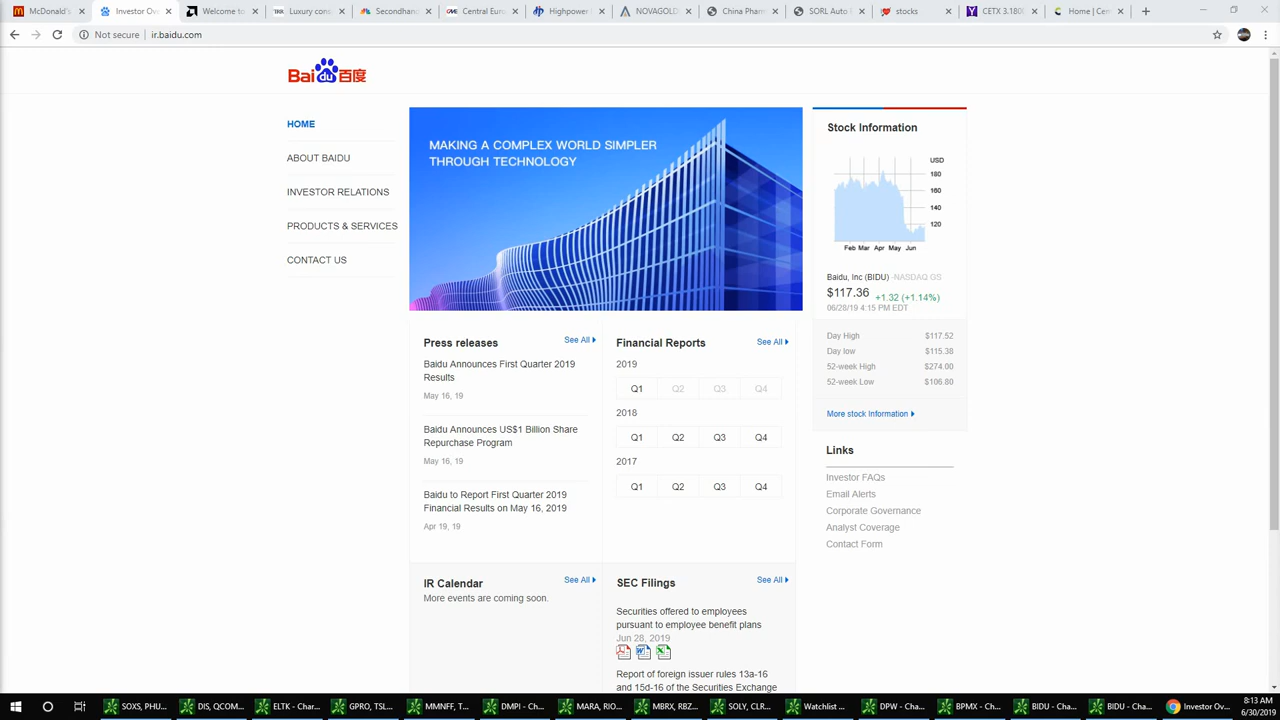 McDonald's
Investor Ov
Welcome to
Luxury cons
Secondhand
Central Euro
Highpower I
NOVAGOLD
China Pharm
SORL Auto
stocks
CETX 3.1800
Home | Cem
Not secure
ir.baidu.com
Bai du 百度
HOME
ABOUT BAIDU
INVESTOR RELATIONS
PRODUCTS & SERVICES
CONTACT US
MAKING A COMPLEX WORLD SIMPLER
THROUGH TECHNOLOGY
Press releases
See All
Baidu Announces First Quarter 2019
Results
May 16, 19
Baidu Announces US$1 Billion Share
Repurchase Program
May 16, 19
Baidu to Report First Quarter 2019
Financial Results on May 16, 2019
Apr 19, 19
Financial Reports
See All
2019
Q1 Q2 Q3 Q4
2018
Q1 Q2 Q3 Q4
2017
Q1 Q2 Q3 Q4
IR Calendar
See All
More events are coming soon.
SEC Filings
See All
Securities offered to employees
pursuant to employee benefit plans
Jun 28, 2019
Report of foreign issuer rules 13a-16
and 15d-16 of the Securities Exchange
Stock Information
USD
180
160
140
120
Feb Mar Apr May Jun
Baidu, Inc (BIDU) -NASDAQ GS
$117.36 +1.32 (+1.14%)
06/28/19 4:15 PM EDT
Day High $117.52
Day low $115.38
52-week High $274.00
52-week Low $106.80
More stock Information
Links
Investor FAQs
Email Alerts
Corporate Governance
Analyst Coverage
Contact Form
SOXS, PHU...
DIS, QCOM...
ELTK - Char...
GPRO, TSL...
MMNFF, T...
DMPI - Cha...
MARA, RIO...
MBRX, RBZ...
SOLY, CLR...
Watchlist ...
DPW - Cha...
BPMX - Ch...
BIDU - Cha...
BIDU - Cha...
Investor Ov...
8:13 AM
6/30/2019